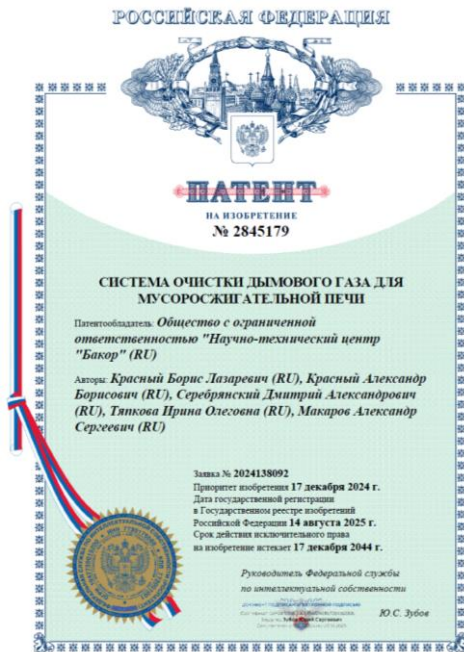 РОССИЙСКАЯ ФЕДЕРАЦИЯ
ПАТЕНТ
НА ИЗОБРЕТЕНИЕ
№ 2845179
СИСТЕМА ОЧИСТКИ ДЫМОВОГО ГАЗА ДЛЯ
МУСОРОСЖИГАТЕЛЬНОЙ ПЕЧИ
Патентообладатель: Общество с ограниченной
ответственностью "Научно-технический центр
"Бакор" (RU)
Авторы: Красный Борис Лазаревич (RU), Красный Александр
Борисович (RU), Серебрянский Дмитрий Александрович
(RU), Тяпкова Ирина Олеговна (RU), Макаров Александр
Сергеевич (RU)
Заявка № 2024138092
Приоритет изобретения 17 декабря 2024 г.
Дата государственной регистрации
в Государственном реестре изобретений
Российской Федерации 14 августа 2025 г.
Срок действия исключительного права
на изобретение истекает 17 декабря 2044 г.
Руководитель Федеральной службы
по интеллектуальной собственности
ДОКУМЕНТ ПОДПИСАН ЭЛЕКТРОННОЙ ПОДПИСЬЮ
Ю.С. Зубов